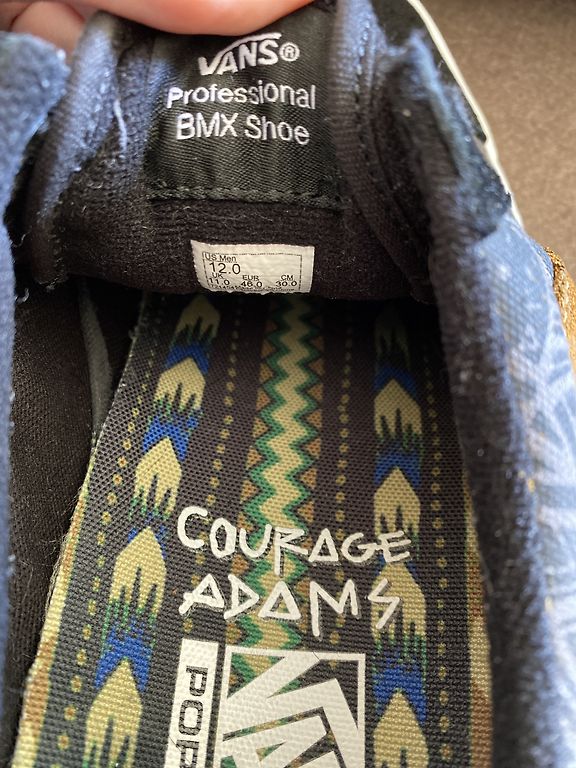 VANS®
Professional
BMX Shoe
US Men
12.0
UK EUR CM
11.0 46.0 30.0
COURAGE
ADAMS